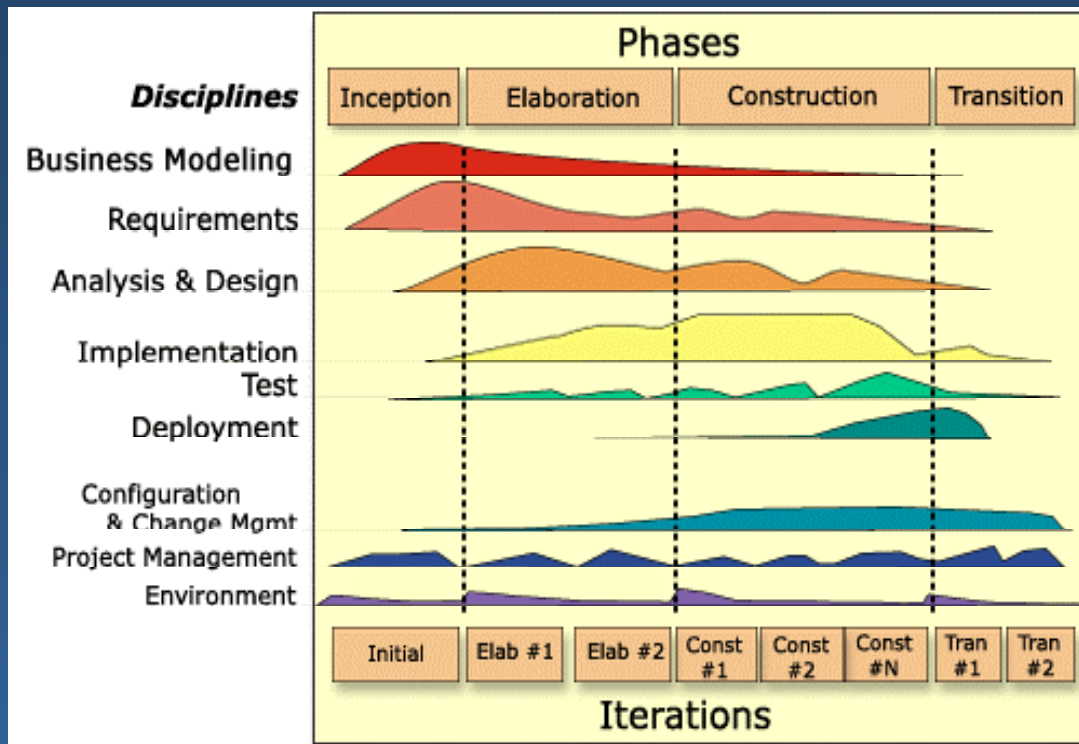 Phases
Disciplines
Inception
Elaboration
Construction
Transition
Business Modeling
Requirements
Analysis & Design
Implementation
Test
Deployment
Configuration
& Change Mgmt
Project Management
Environment
Initial
Elab #1
Elab #2
Const
#1
Const
#2
Const
#N
Tran
#1
Tran
#2
Iterations